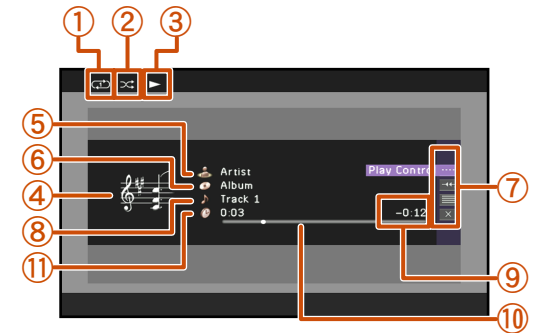 ① ② ③
⑤ Artist Play Contro ....
⑥ Album
④
⑧ Track 1
⑦
⑪ 0:03 -0:12
⑨
⑩